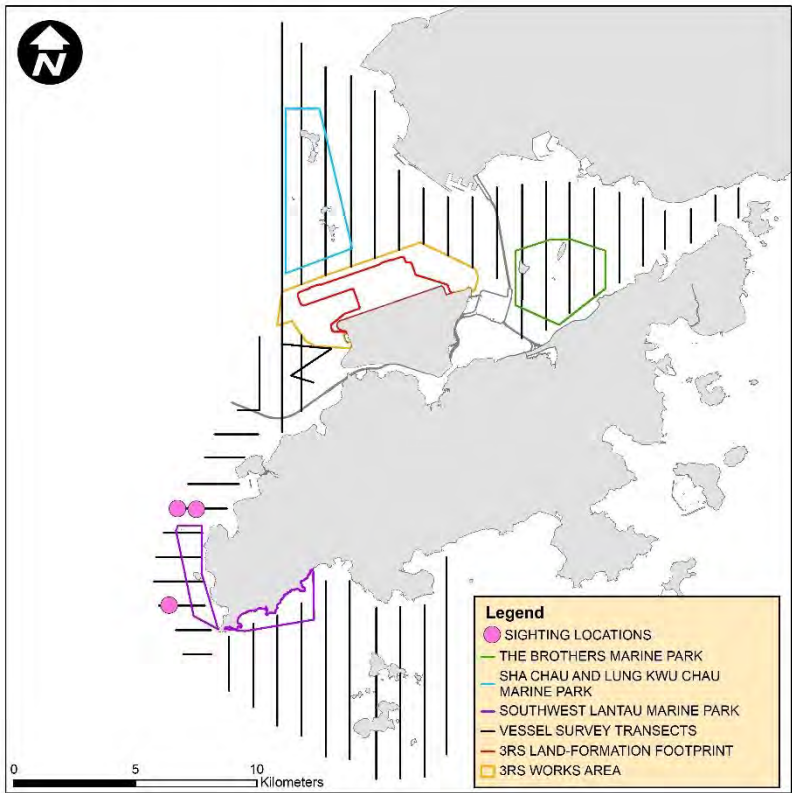 N
Legend
SIGHTING LOCATIONS
THE BROTHERS MARINE PARK
SHA CHAU AND LUNG KWU CHAU
MARINE PARK
SOUTHWEST LANTAU MARINE PARK
VESSEL SURVEY TRANSECTS
3RS LAND-FORMATION FOOTPRINT
3RS WORKS AREA
0 5 10
Kilometers